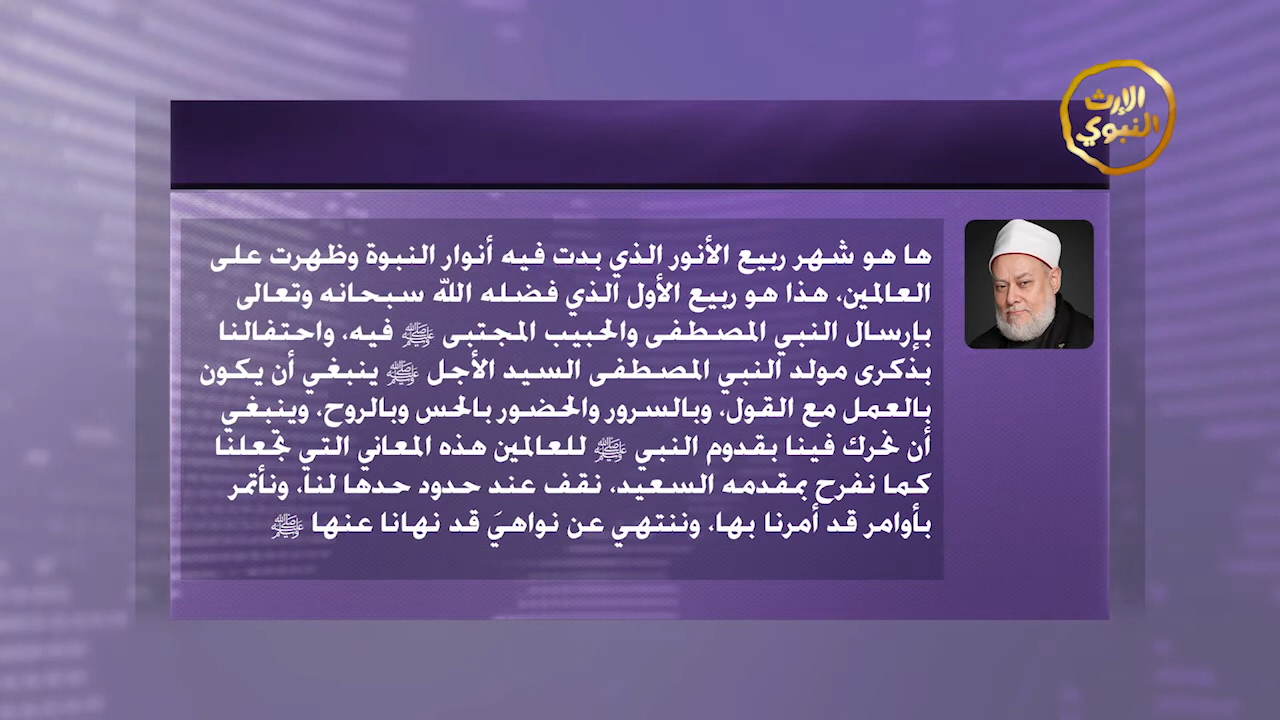 الإرث
النبوي
ها هو شهر ربيع الأنور الذي بدت فيه أنوار النبوة وظهرت على
العالمين، هذا هو ربيع الأول الذي فضله الله سبحانه وتعالى
بإرسال النبي المصطفى والحبيب المجتبى ﷺ فيه، واحتفالنا
بذكرى مولد النبي المصطفى السيد الأجل ﷺ ينبغي أن يكون
بالعمل مع القول، وبالسرور والحضور بالحس وبالروح، وينبغي
أن نحرك فينا بقدوم النبي ﷺ للعالمين هذه المعاني التي تجعلنا
كما نفرح بمقدمه السعيد، نقف عند حدود حدها لنا، ونأتمر
بأوامر قد أمرنا بها، وننتهي عن نواهيَ قد نهانا عنها ﷺ